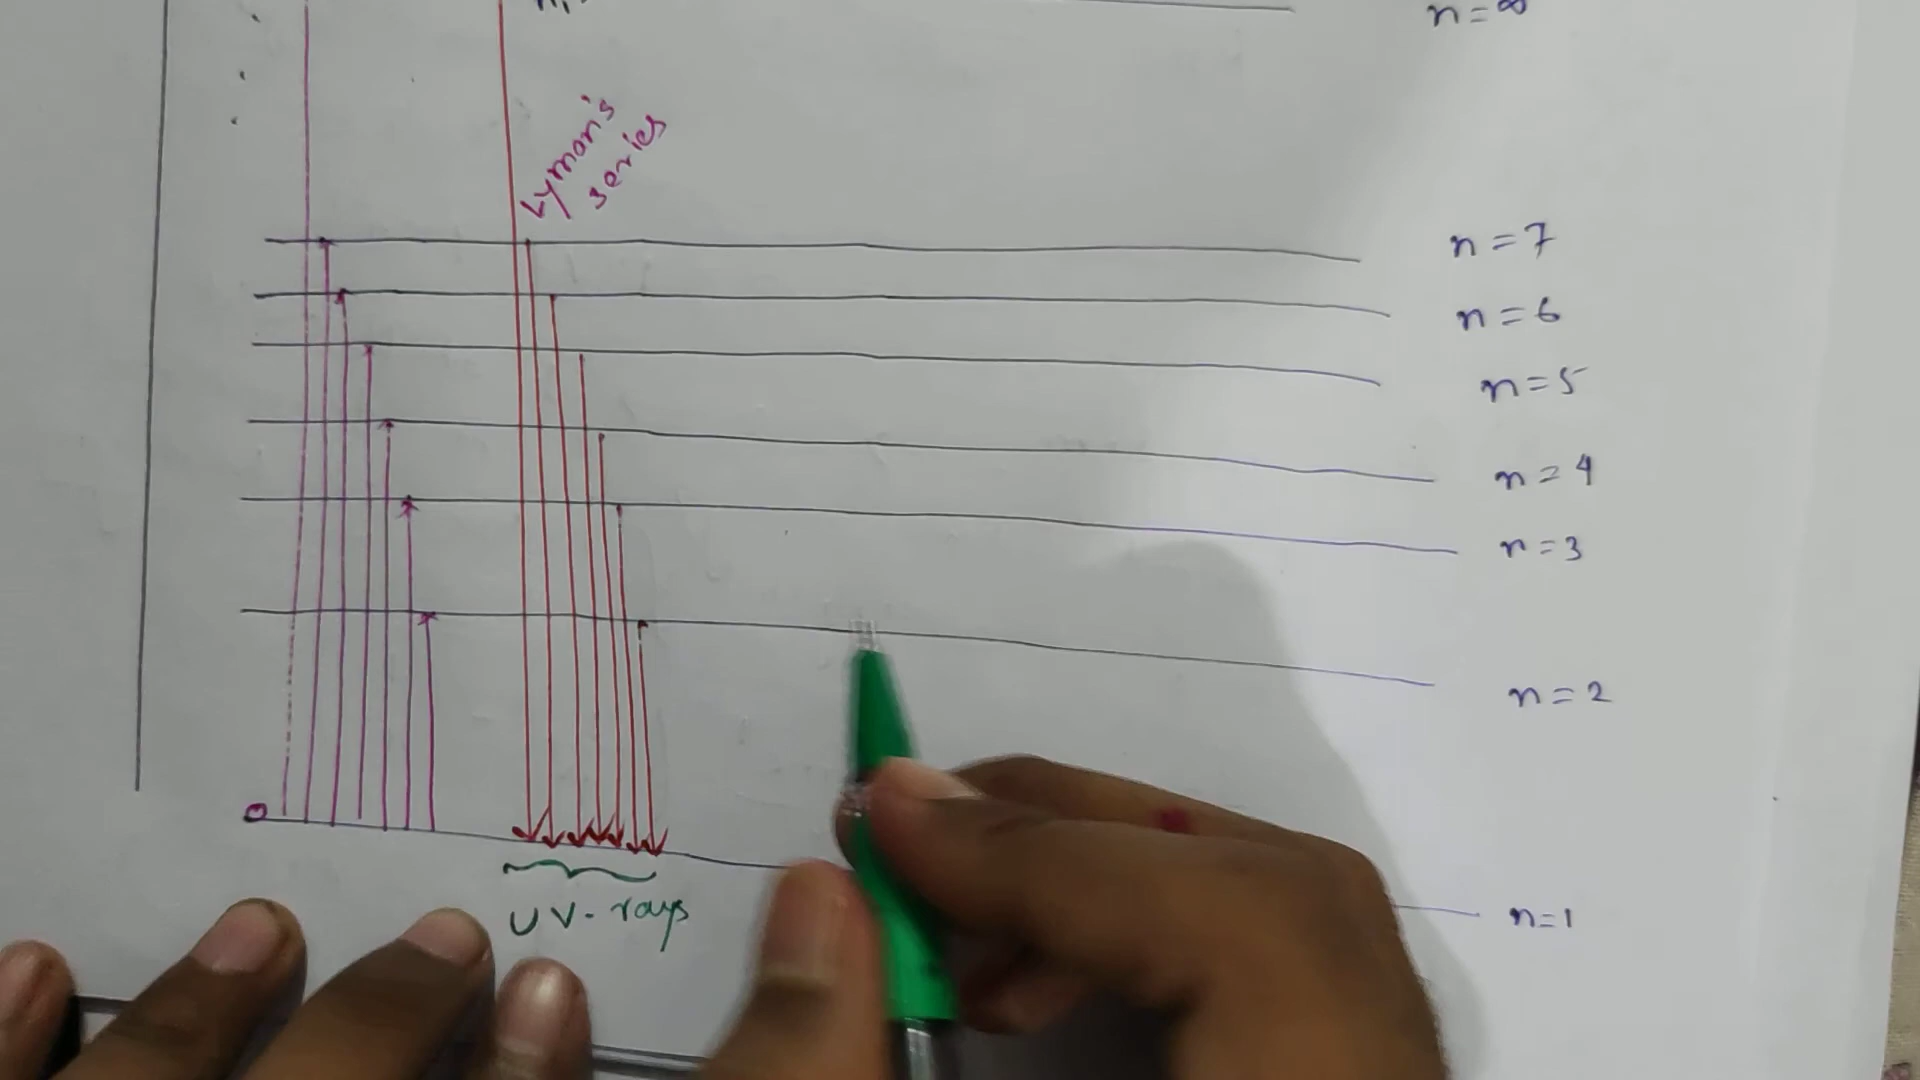 n=∞
Lyman's
series
n=7
n=6
n=5
n=4
n=3
n=2
n=1
UV-rays